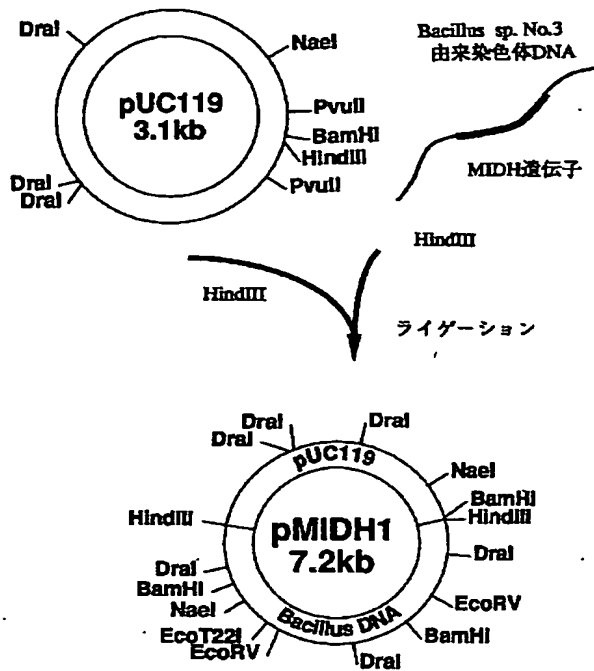 DraI
NaeI
pUC119
3.1kb
PvuII
BamHI
HindIII
PvuII
DraI
DraI
Bacillus sp. No.3
由来染色体DNA
MIDH遺伝子
HindIII
HindIII
ライゲーション
DraI
DraI
DraI
pUC119
NaeI
BamHI
HindIII
HindIII
pMIDH1
7.2kb
DraI
DraI
BamHI
NaeI
EcoRV
EcoT22I
EcoRV
Bacillus DNA
BamHI
DraI